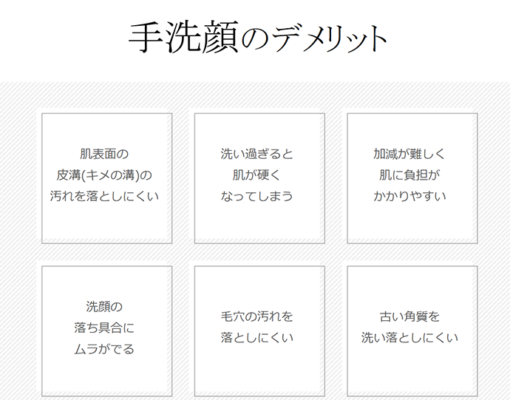 手洗顔のデメリット
肌表面の
皮溝(キメの溝)の
汚れを落としにくい
洗い過ぎると
肌が硬く
なってしまう
加減が難しく
肌に負担が
かかりやすい
洗顔の
落ち具合に
ムラがでる
毛穴の汚れを
落としにくい
古い角質を
洗い落としにくい